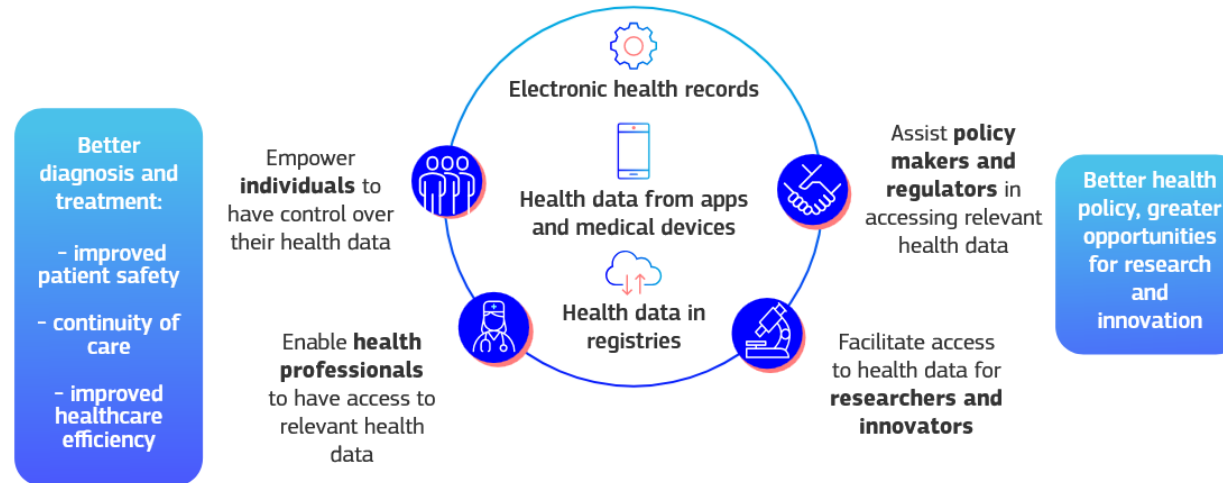 Better
diagnosis and
treatment:
– improved
patient safety
– continuity of
care
– improved
healthcare
efficiency
Empower
individuals to
have control over
their health data
Enable health
professionals
to have access to
relevant health
data
Electronic health records
Health data from apps
and medical devices
Health data in
registries
Assist policy
makers and
regulators in
accessing relevant
health data
Facilitate access
to health data for
researchers and
innovators
Better health
policy, greater
opportunities
for research
and
innovation